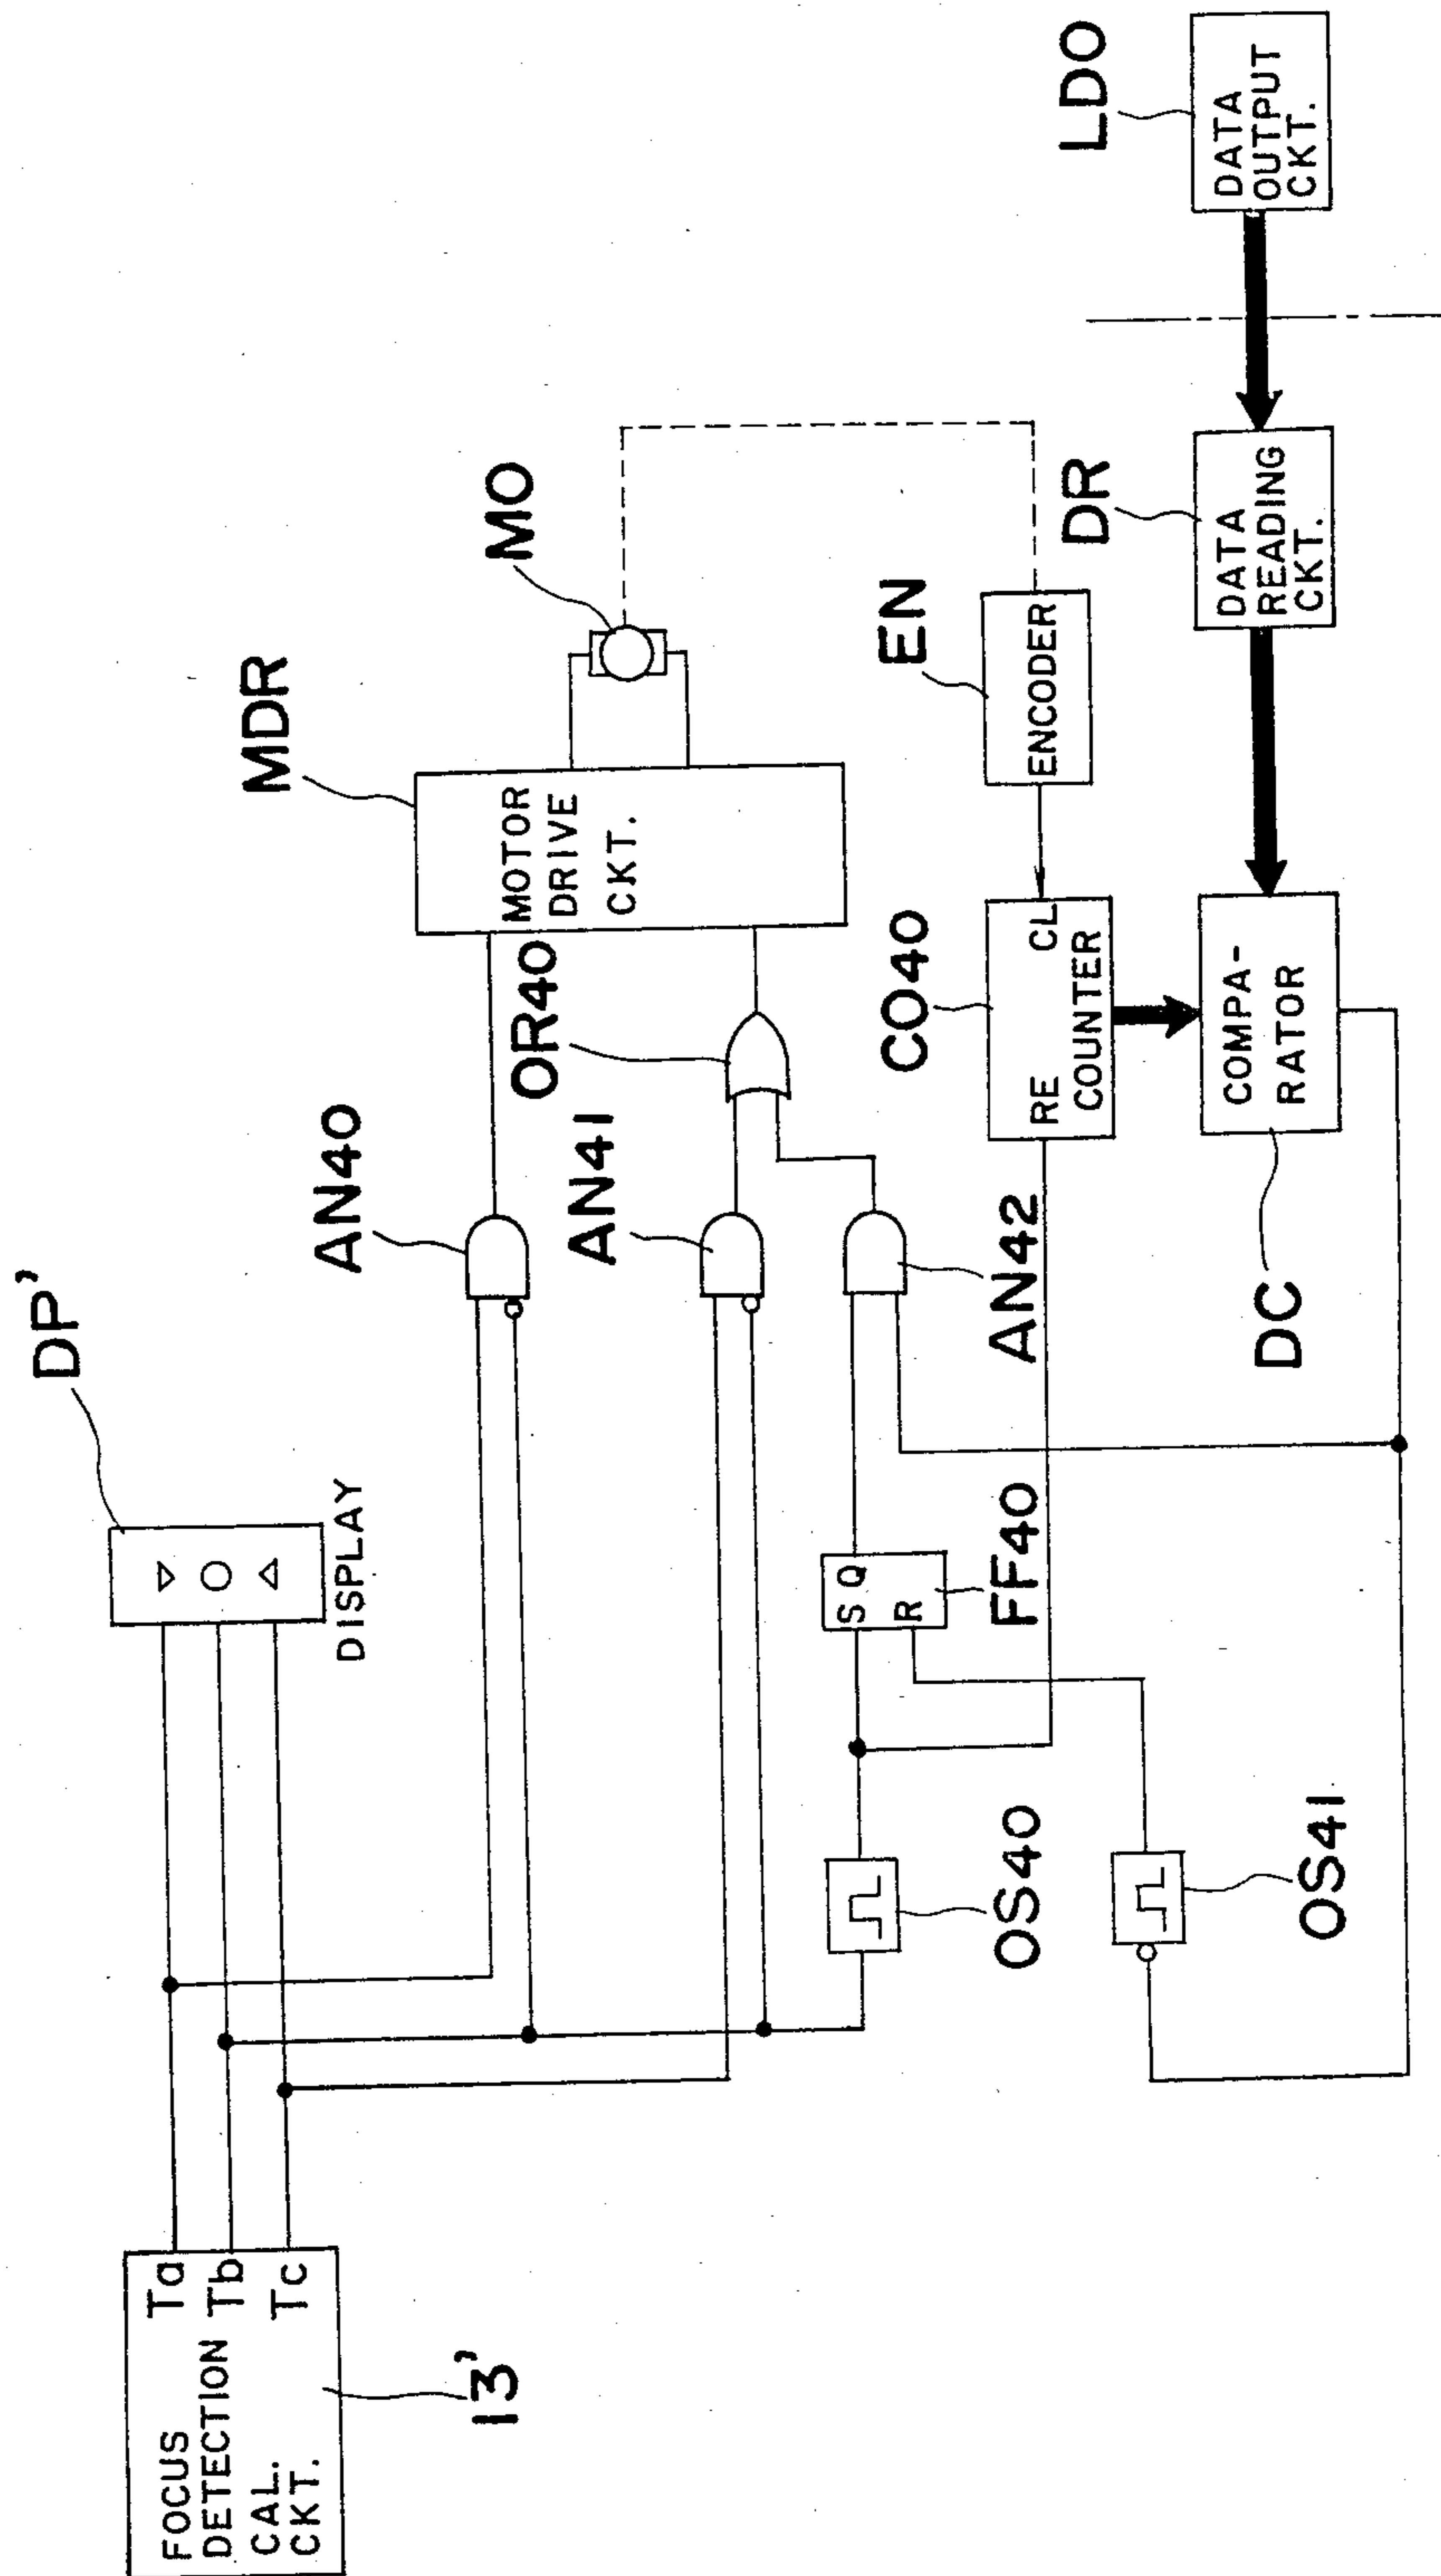 FOCUS
DETECTION
CAL.
CKT.
Ta
Tb
Tc
13'
DP'
DISPLAY
AN40
AN41
OR40
MDR
MOTOR
DRIVE
CKT.
MO
OS40
OS41
S Q
R
FF40
AN42
CO40
RE CL
COUNTER
EN
ENCODER
COMPA-
RATOR
DC
DR
DATA
READING
CKT.
LDO
DATA
OUTPUT
CKT.